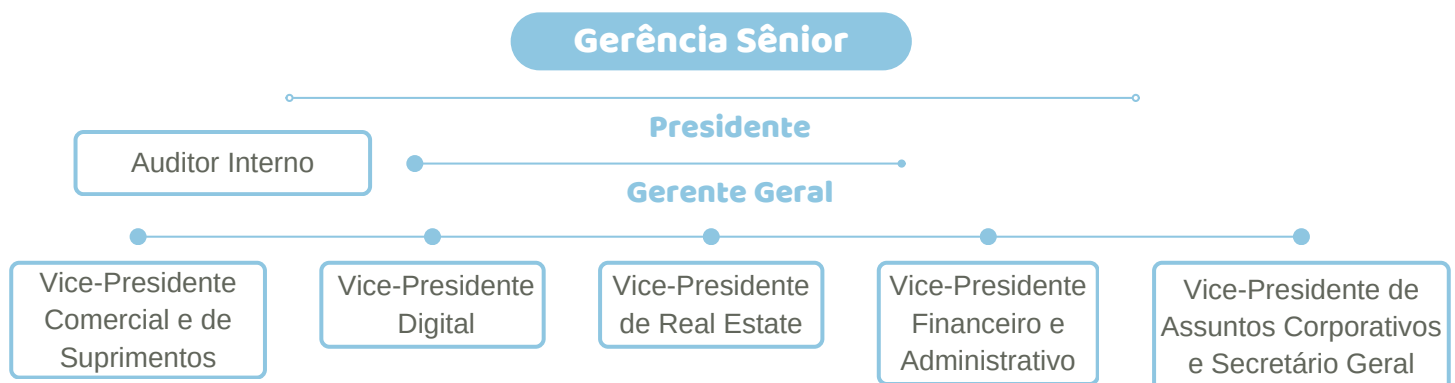 Gerência Sênior
Presidente
Auditor Interno
Gerente Geral
Vice-Presidente
Comercial e de
Suprimentos
Vice-Presidente
Digital
Vice-Presidente
de Real Estate
Vice-Presidente
Financeiro e
Administrativo
Vice-Presidente de
Assuntos Corporativos
e Secretário Geral